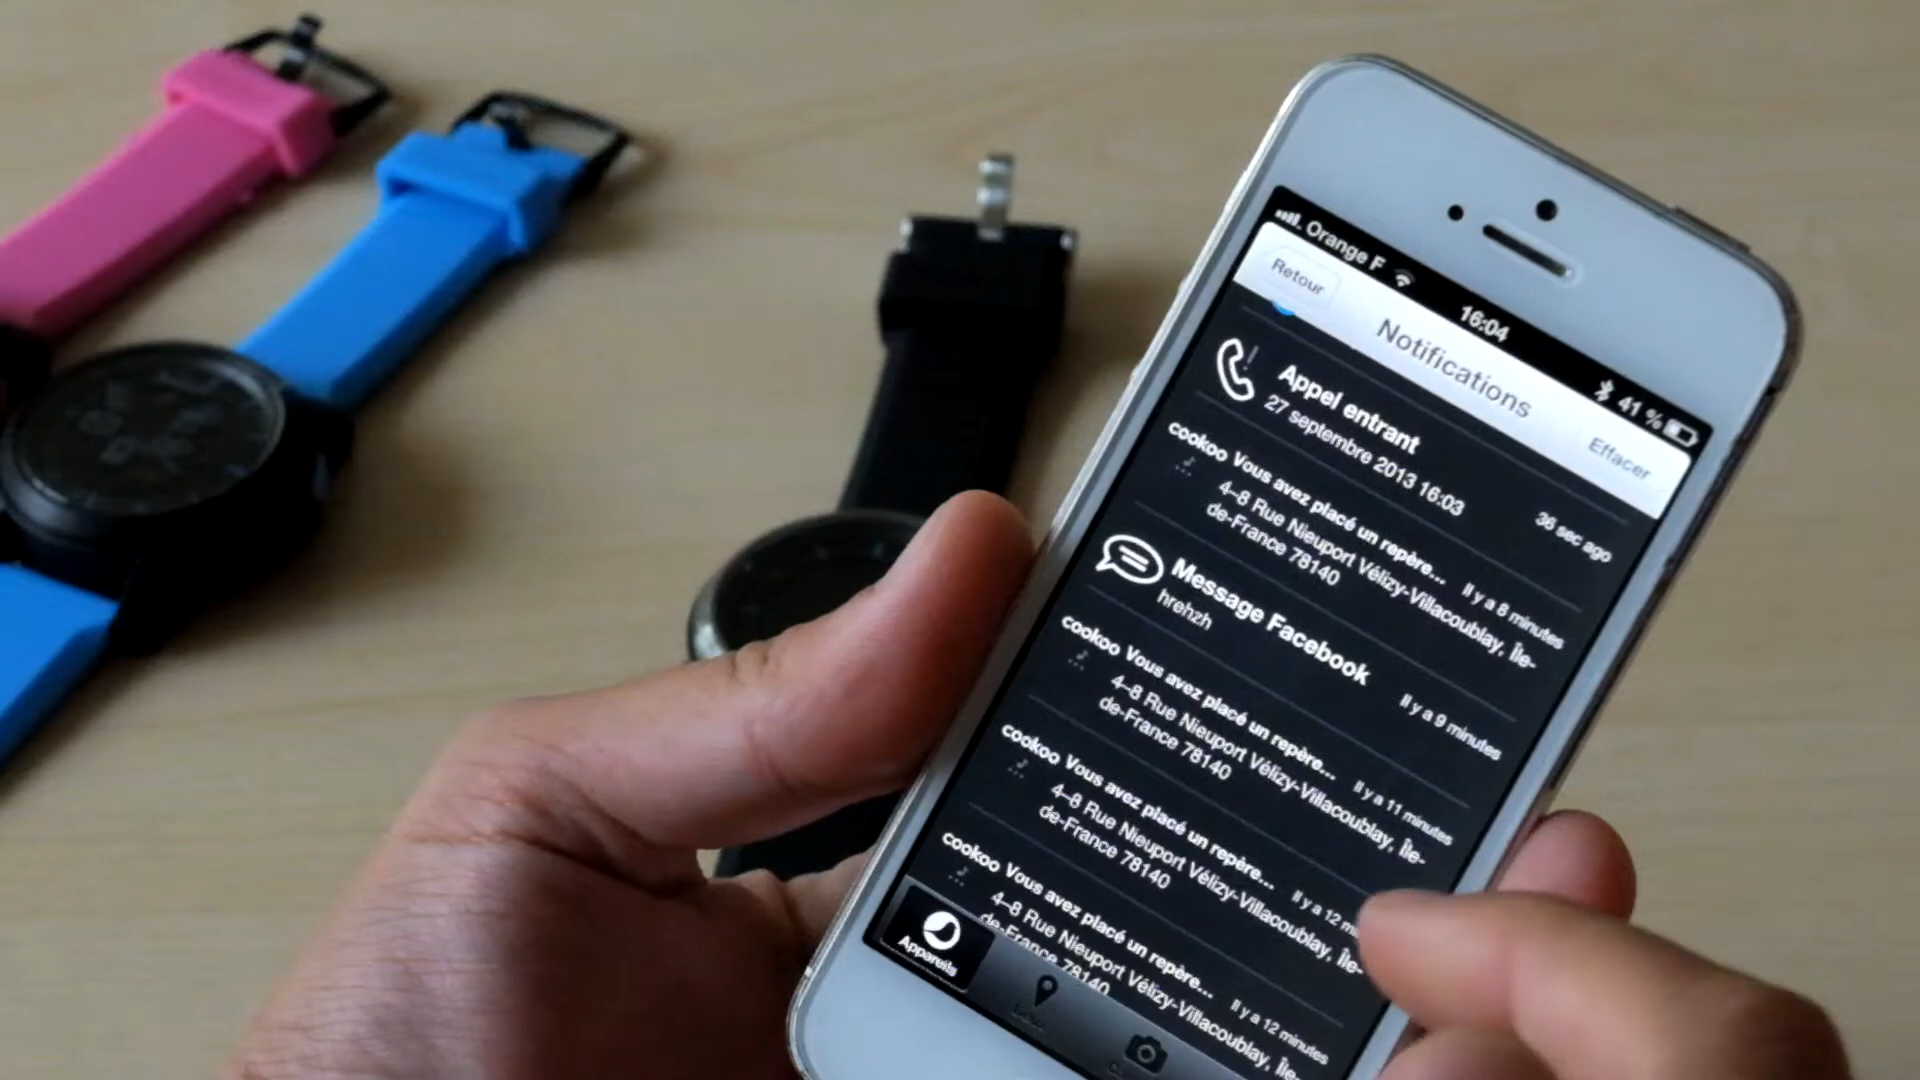 Orange F
16:04
41 %
Retour
Notifications
Effacer
Appel entrant
27 septembre 2013 16:03
36 sec ago
cookoo Vous avez placé un repère...
Il y a 8 minutes
4–8 Rue Nieuport Vélizy-Villacoublay, Île-
de-France 78140
Message Facebook
hrehzh
Il y a 9 minutes
cookoo Vous avez placé un repère...
Il y a 11 minutes
4–8 Rue Nieuport Vélizy-Villacoublay, Île-
de-France 78140
cookoo Vous avez placé un repère...
Il y a 12
4–8 Rue Nieuport Vélizy-Villacoublay, Île-
de-France 78140
cookoo Vous avez placé un repère...
Il y a 12 minutes
4–8 Rue Nieuport Vélizy-Villacoublay, Île-
de-France 78140
Appareils